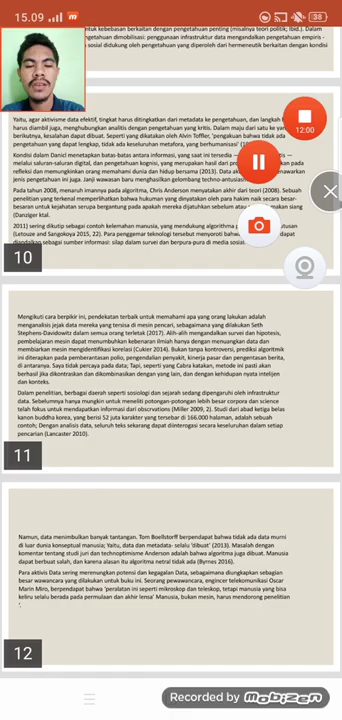 15.09
38
untuk kebebasan berkaitan dengan pengetahuan penting (misalnya teori politik; Ibid.). Dalam
pengetahuan dimobilisasi: penggunaan infrastruktur data mengandalkan pengetahuan empiris -
sosial didukung oleh pengetahuan yang diperoleh dari hermeneutik berkaitan dengan kondisi
Yaitu, agar aktivisme data efektif, tingkat harus ditingkatkan dari metadata ke pengetahuan, dan langkah
harus diambil juga, menghubungkan analitis dengan pengetahuan yang kritis. Dalam maju dari satu ke
berikutnya, kesalahan dapat dibuat. Seperti yang dikatakan oleh Alvin Toffler, 'pengakuan bahwa tidak ada
pengetahuan yang dapat lengkap, tidak ada keseluruhan metafora, yang berhumanisasi'
Kondisi dalam Danici menetapkan batas-batas antara informasi, yang saat ini tersedia —
melalui saluran-saluran digital, dan pengetahuan kognisi, yang merupakan hasil dari
refleksi dan memungkinkan orang memahami dunia dan hidup bersama (2013). Data
jenis pengetahuan ini juga. Janji wawasan baru menghasilkan gelombang techno-antusias
Pada tahun 2008, menaruh imannya pada algoritma, Chris Anderson menyatakan akhir dari teori (2008). Sebuah
penelitian yang terkenal memperlihatkan bahwa hukuman yang dinyatakan oleh para hakim naik secara besar-
besaran untuk kejahatan serupa bergantung pada apakah mereka dijatuhkan sebelum atau
(Danziger ktal.
2011) sering dikutip sebagai contoh kelemahan manusia, yang mendukung algoritma
(Letouze and Sangokoya 2015, 22). Para penggemar teknologi tersebut menyoroti bahwa
diandalkan sebagai sumber informasi: silap dalam survei dan berpura-pura di media sosial
12:00
10
Mengikuti cara berpikir ini, pendekatan terbaik untuk memahami apa yang orang lakukan adalah
menganalisis jejak data mereka yang tersisa di mesin pencari, sebagaimana yang dilakukan Seth
Stephens-Davidowitz dalam semua orang terletak (2017). Alih-alih mengandalkan survei dan hipotesis,
pembelajaran mesin dapat menumbuhkan kebenaran ilmiah hanya dengan menuangkan data dan
membiarkan mesin mengidentifikasi korelasi (Cukier 2014). Bukan tanpa kontroversi, prediksi algoritmik
ini diterapkan pada pemberantasan polio, pengendalian penyakit, kinerja pasar dan pengentasan berita,
di antaranya. Saya tidak percaya pada data; Tapi, seperti yang Cabra katakan, metode ini pasti akan
berhasil jika dikontraskan dan dikombinasikan dengan yang lain, dan dengan kehidupan nyata intelijen
dan konteks.
Dalam penelitian, berbagai daerah seperti sosiologi dan sejarah sedang dipengaruhi oleh infrastruktur
data. Sebelumnya hanya mungkin untuk meneliti potongan-potongan lebih besar corpora dan science
telah fokus untuk mendapatkan informasi dari obscrvations (Miller 2009, 2). Studi dari abad ketiga belas
kanon buddha korea, yang berisi 52 juta karakter yang tersebar di 166.000 halaman, adalah sebuah
contoh; Dengan analisis data, seluruh teks sekarang dapat diinterogasi secara keseluruhan dalam setiap
pencarian (Lancaster 2010).
11
Namun, data menimbulkan banyak tantangan. Tom Boellstorff berpendapat bahwa tidak ada data murni
di luar dunia konseptual manusia; Yaitu, data dan metadata- selalu 'dibuat' (2013). Masalah dengan
komentar tentang studi juri dan technoptimisme Anderson adalah bahwa algoritma juga dibuat. Manusia
dapat berbuat salah, dan karena alasan itu algoritma netral tidak ada (Byrnes 2016).
Para aktivis Data sering merenungkan potensi dan kegagalan Data, sebagaimana diungkapkan sebagian
besar wawancara yang dilakukan untuk buku ini. Seorang pewawancara, engincer telekomunikasi Oscar
Marin Miro, berpendapat bahwa 'peralatan ini seperti mikroskop dan teleskop, tetapi manusia yang bisa
keliru selalu berada pada permulaan dan akhir lensa' Manusia, bukan mesin, harus mendorong penelitian
'.
12
Recorded by mobizen